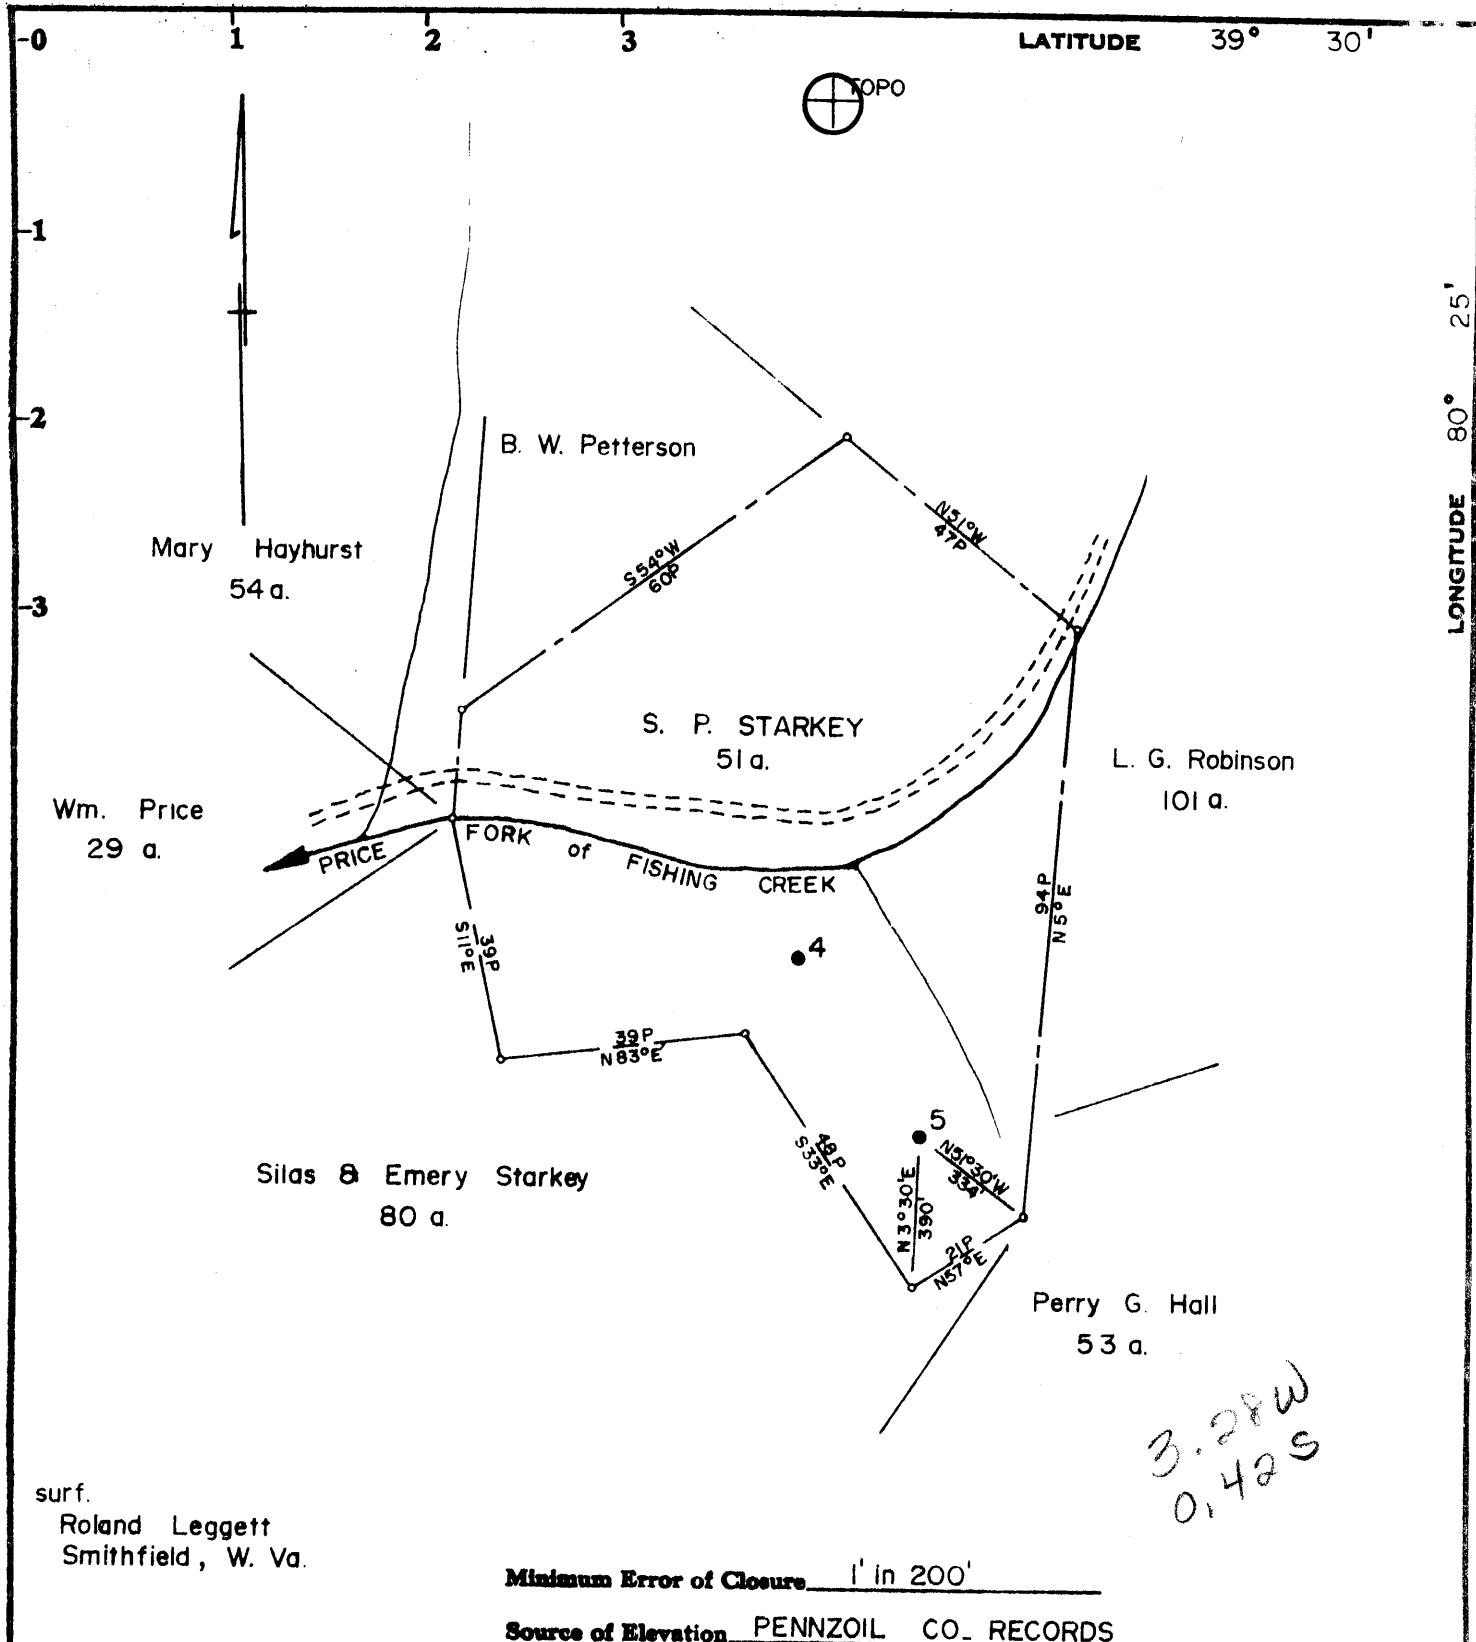 -0 1 2 3 LATITUDE 39° 30'
TOPO
-1
LONGITUDE 80° 25'
-2
B. W. Petterson
N51°W
47P
Mary Hayhurst
54 a.
S54°W
60P
-3
S. P. STARKEY
51 a.
L. G. Robinson
101 a.
Wm. Price
29 a.
PRICE FORK of FISHING CREEK
94P
N5°E
39P
S11°E
4
39P
N83°E
5
48P
S33°E
N51°30'W
334'
N3°30'E
390'
Silas & Emery Starkey
80 a.
21P
N57°E
Perry G. Hall
53 a.
3.28W
0.42S
surf.
Roland Leggett
Smithfield, W. Va.
Minimum Error of Closure 1' in 200'
Source of Elevation PENNZOIL CO. RECORDS